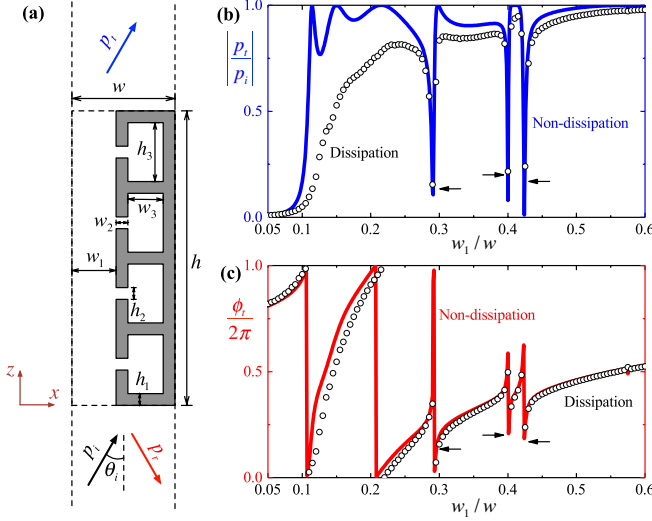 (a)
p_t
w
h_3
w_3
w_2
w_1
h
h_2
h_1
z
x
p_i
θ_i
p_r
(b)
|p_t/p_i|
1.0
0.5
0.0
Dissipation
Non-dissipation
0.05 0.1 0.2 0.3 0.4 0.5 0.6
w_1/w
(c)
ϕ_t/2π
1.0
0.5
0.0
Non-dissipation
Dissipation
0.05 0.1 0.2 0.3 0.4 0.5 0.6
w_1/w